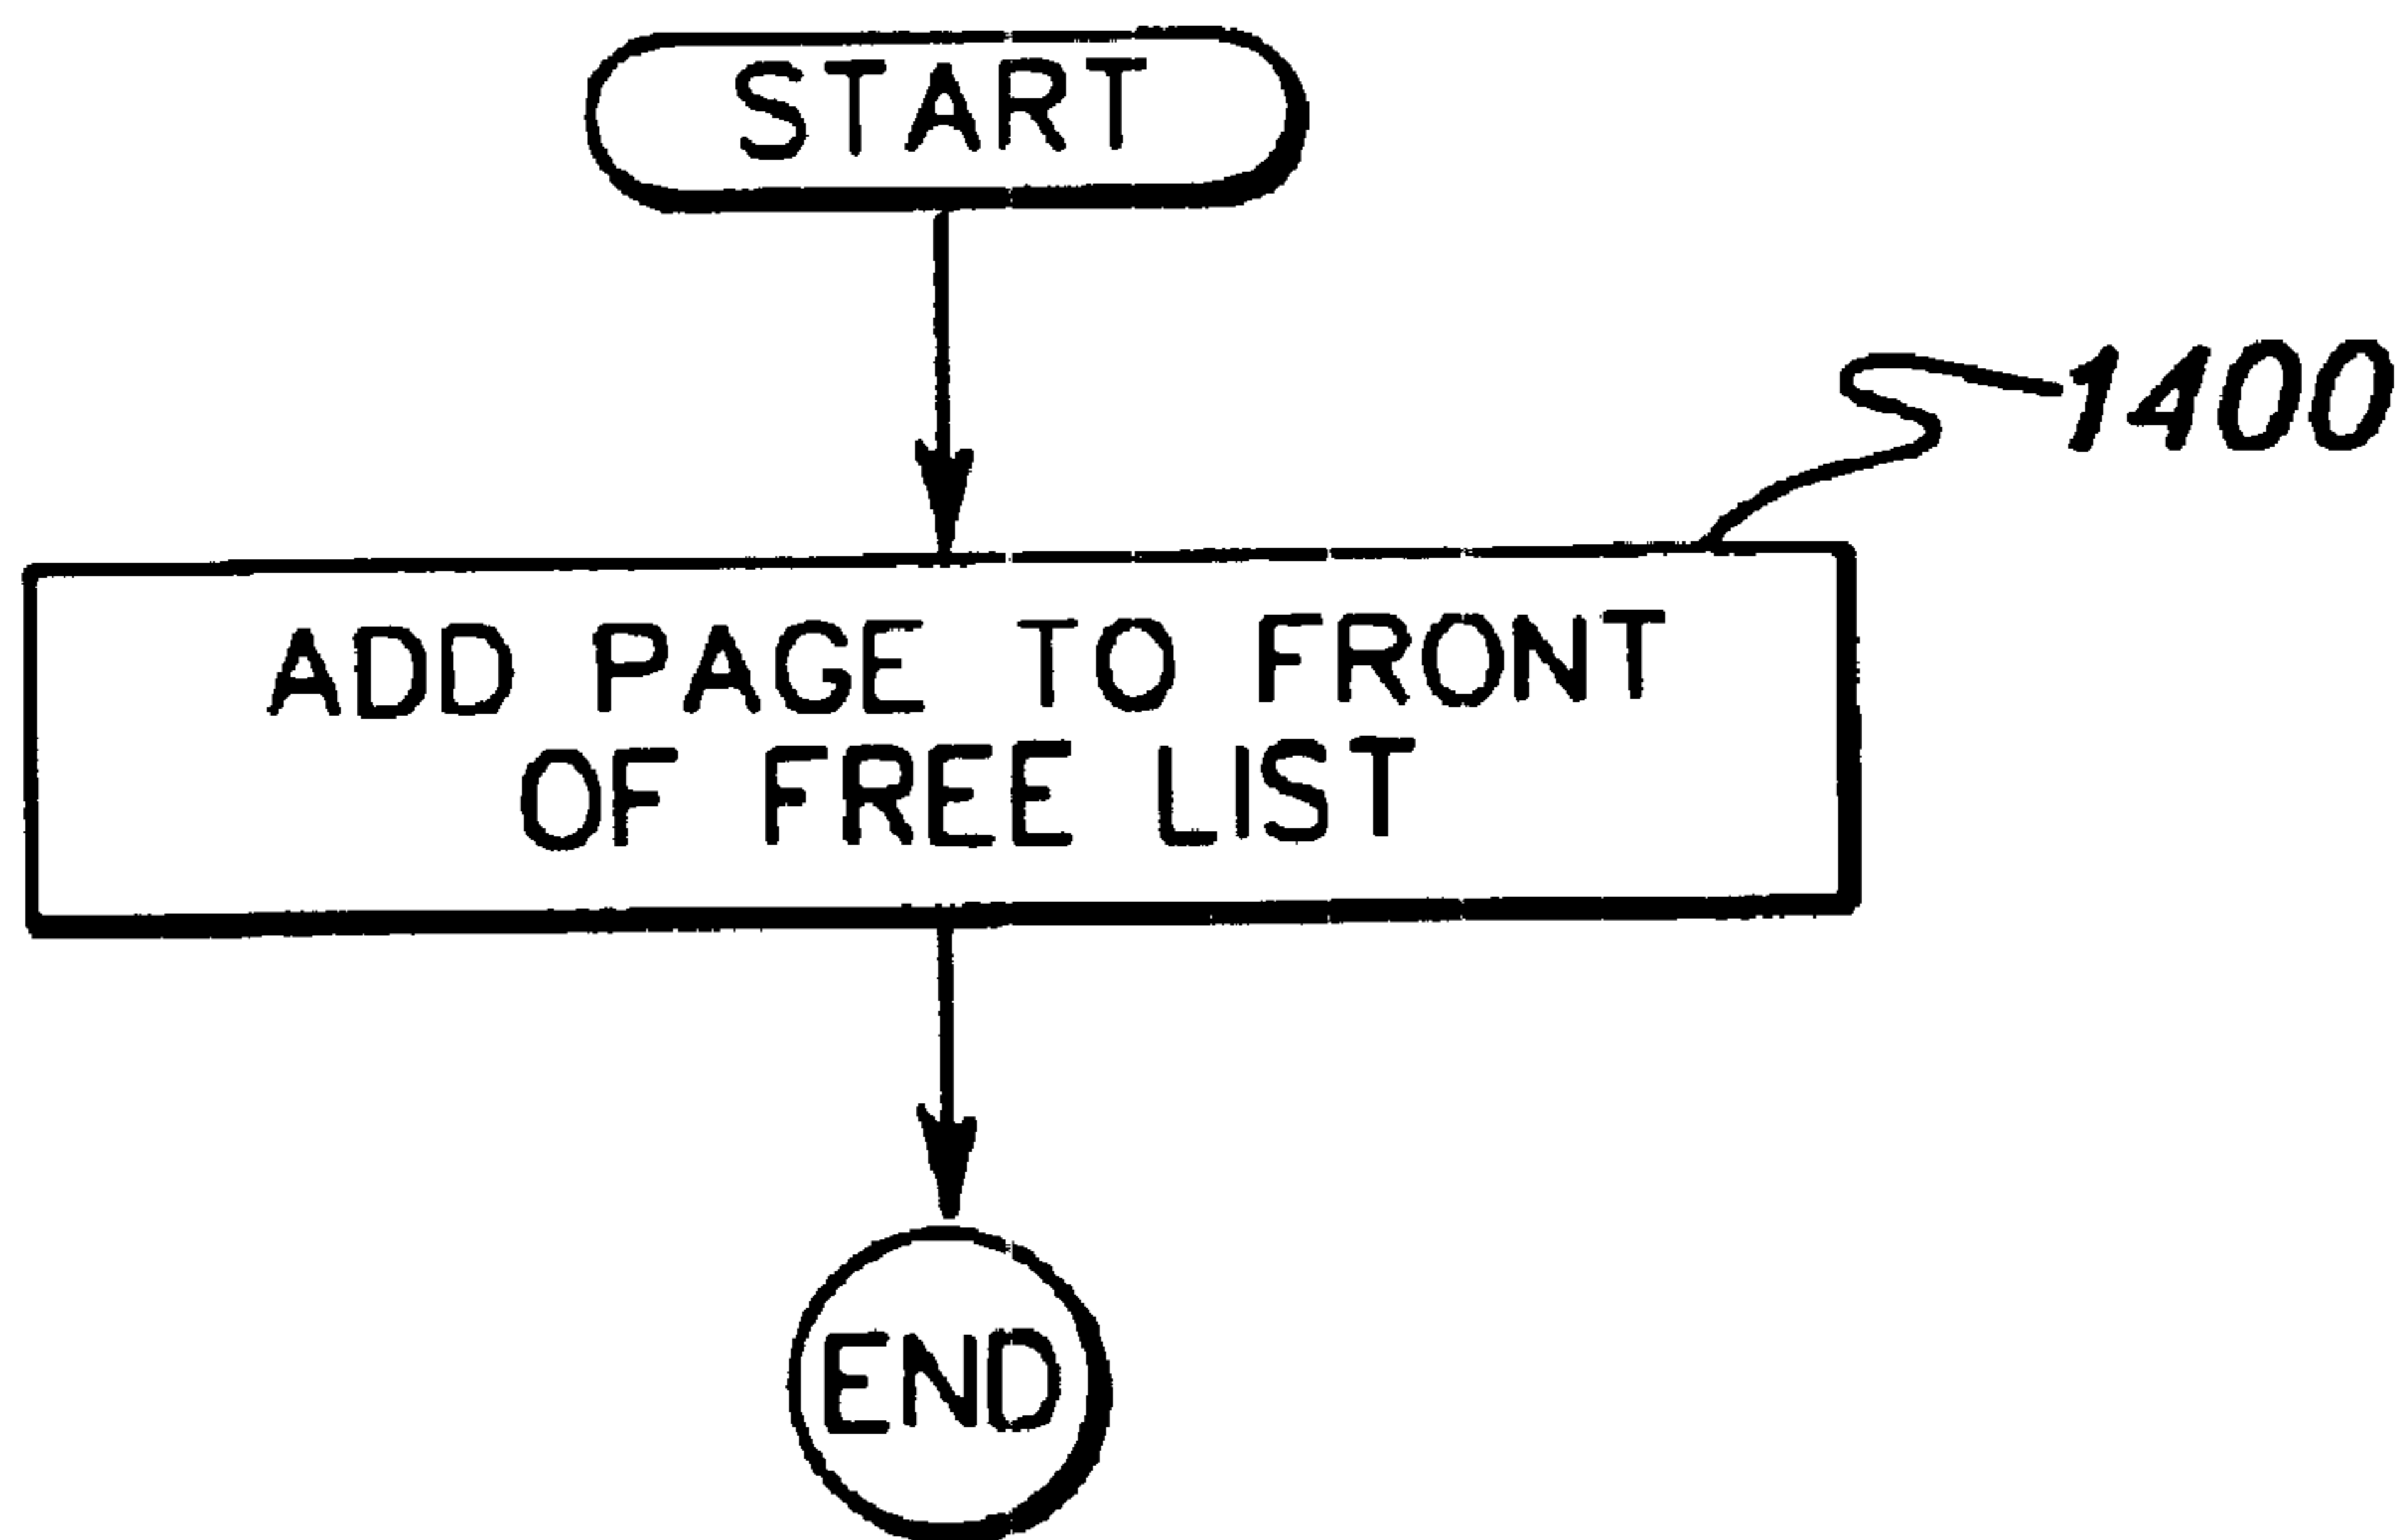 START
1400
ADD PAGE TO FRONT
OF FREE LIST
END